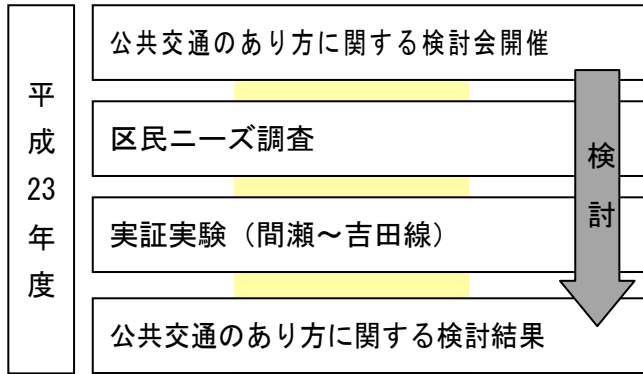 平成23年度
公共交通のあり方に関する検討会開催
区民ニーズ調査
実証実験（間瀬～吉田線）
公共交通のあり方に関する検討結果
検討